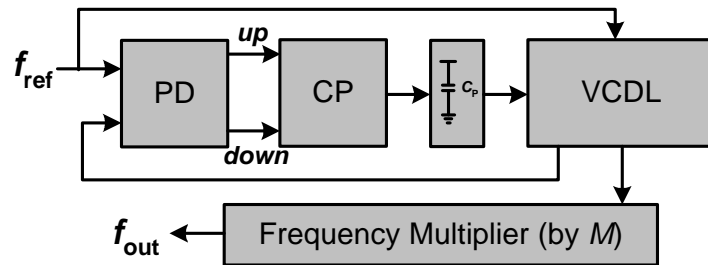 up
f_ref
PD
CP
C_P
VCDL
down
f_out
Frequency Multiplier (by M)